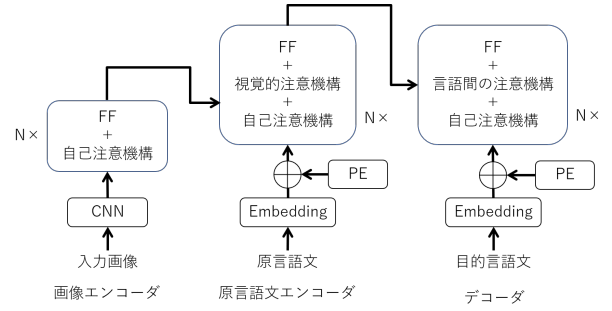 FF
+
自己注意機構
N×
CNN
入力画像
画像エンコーダ
FF
+
視覚的注意機構
+
自己注意機構
N×
PE
Embedding
原言語文
原言語文エンコーダ
FF
+
言語間の注意機構
+
自己注意機構
N×
PE
Embedding
目的言語文
デコーダ